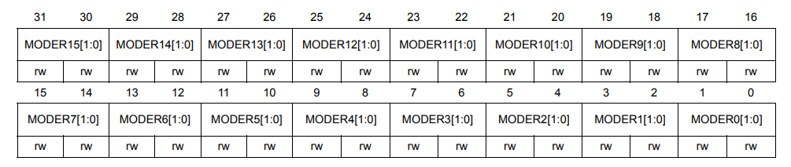 31 30 29 28 27 26 25 24 23 22 21 20 19 18 17 16
MODER15[1:0] MODER14[1:0] MODER13[1:0] MODER12[1:0] MODER11[1:0] MODER10[1:0] MODER9[1:0] MODER8[1:0]
rw rw rw rw rw rw rw rw rw rw rw rw rw rw rw rw
15 14 13 12 11 10 9 8 7 6 5 4 3 2 1 0
MODER7[1:0] MODER6[1:0] MODER5[1:0] MODER4[1:0] MODER3[1:0] MODER2[1:0] MODER1[1:0] MODER0[1:0]
rw rw rw rw rw rw rw rw rw rw rw rw rw rw rw rw